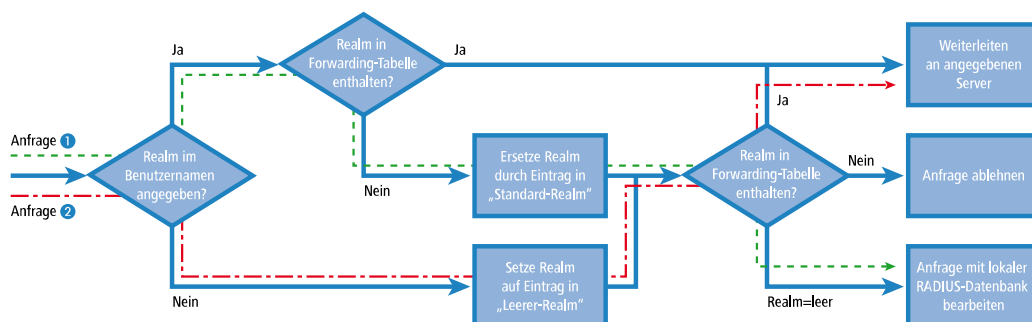 Ja
Realm in
Forwarding-Tabelle
enthalten?
Ja
Weiterleiten
an angegebenen
Server
Ja
Anfrage 1
Realm im
Benutzernamen
angegeben?
Anfrage 2
Nein
Ersetze Realm
durch Eintrag in
„Standard-Realm“
Realm in
Forwarding-Tabelle
enthalten?
Nein
Anfrage ablehnen
Nein
Setze Realm
auf Eintrag in
„Leerer-Realm“
Realm=leer
Anfrage mit lokaler
RADIUS-Datenbank
bearbeiten